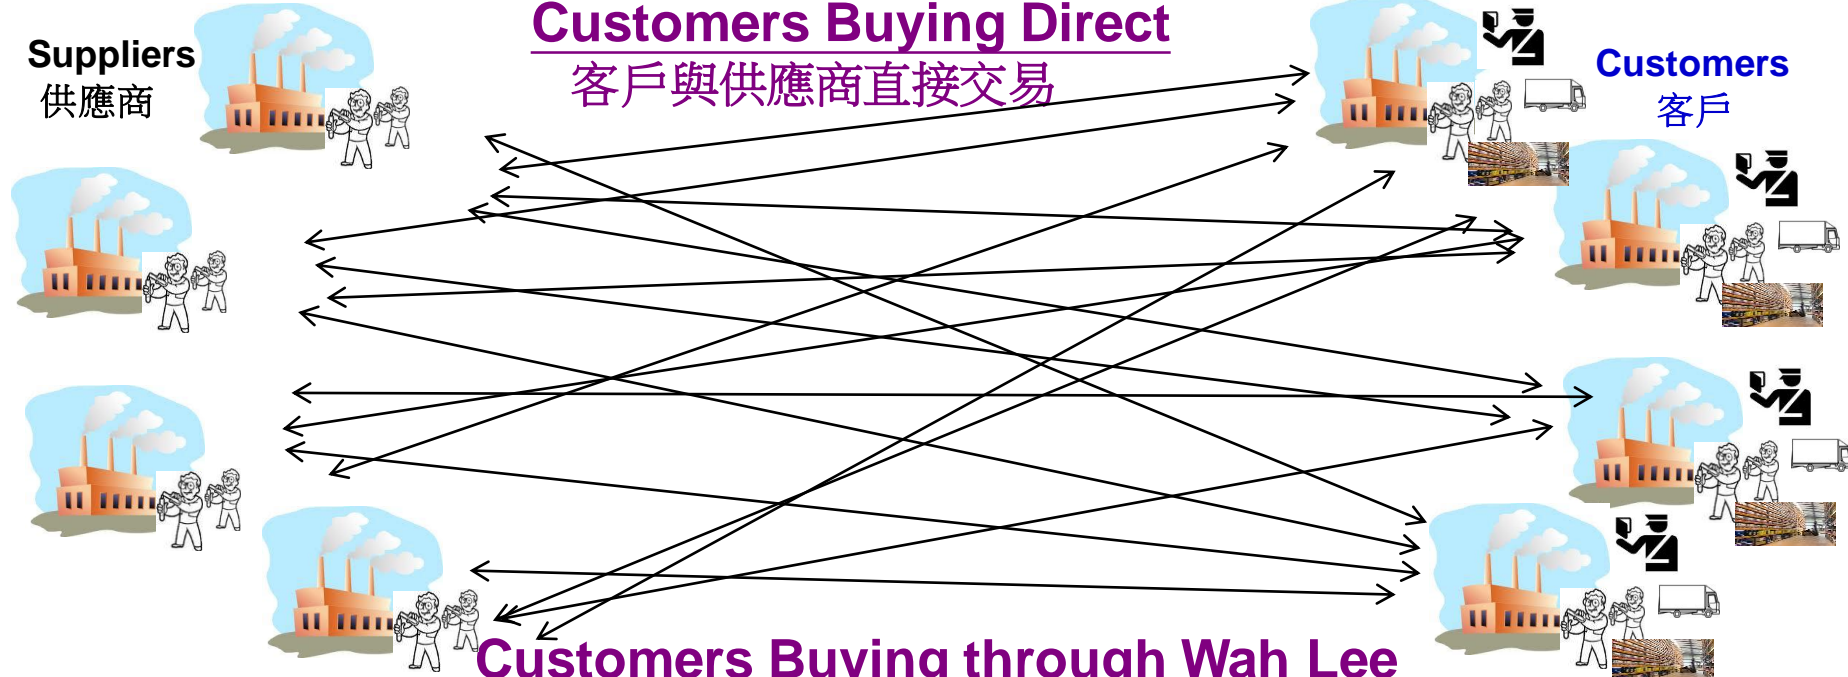 Customers Buying Direct
客戶與供應商直接交易
Suppliers
供應商
Customers
客戶
Customers Buying through Wah Lee